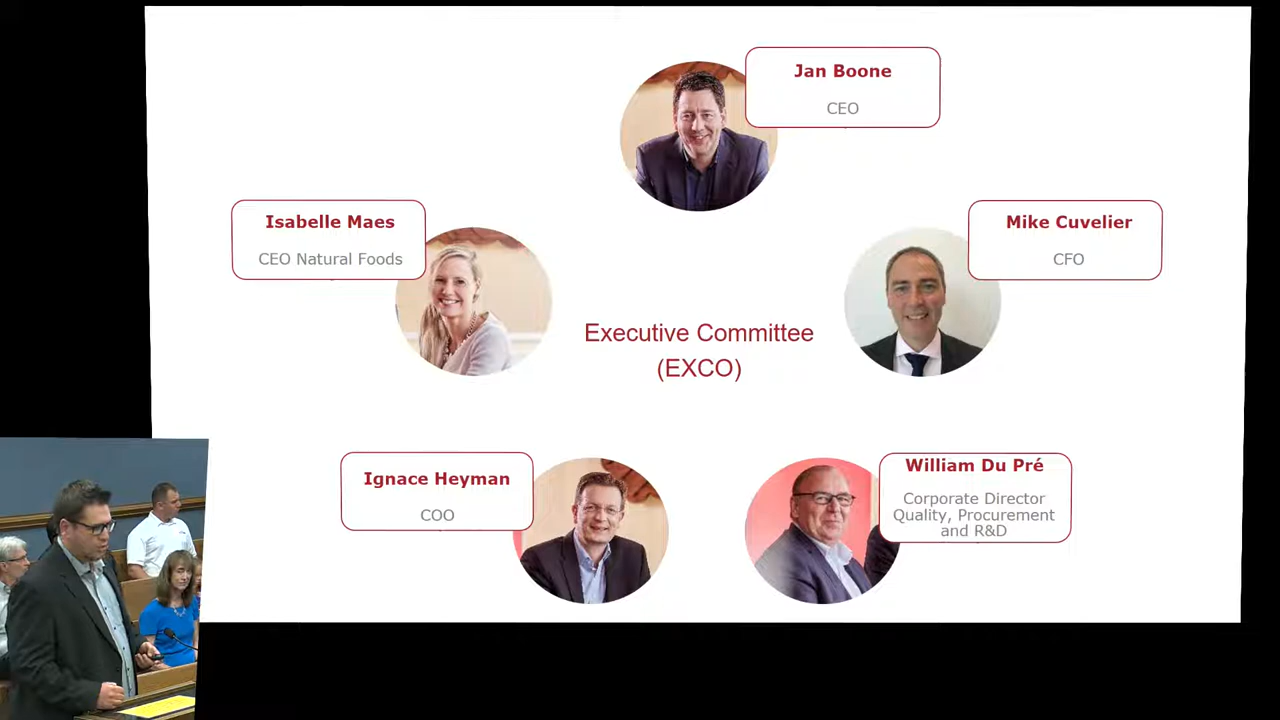 Jan Boone
CEO
Isabelle Maes
CEO Natural Foods
Mike Cuvelier
CFO
Executive Committee
(EXCO)
Ignace Heyman
COO
William Du Pré
Corporate Director
Quality, Procurement
and R&D